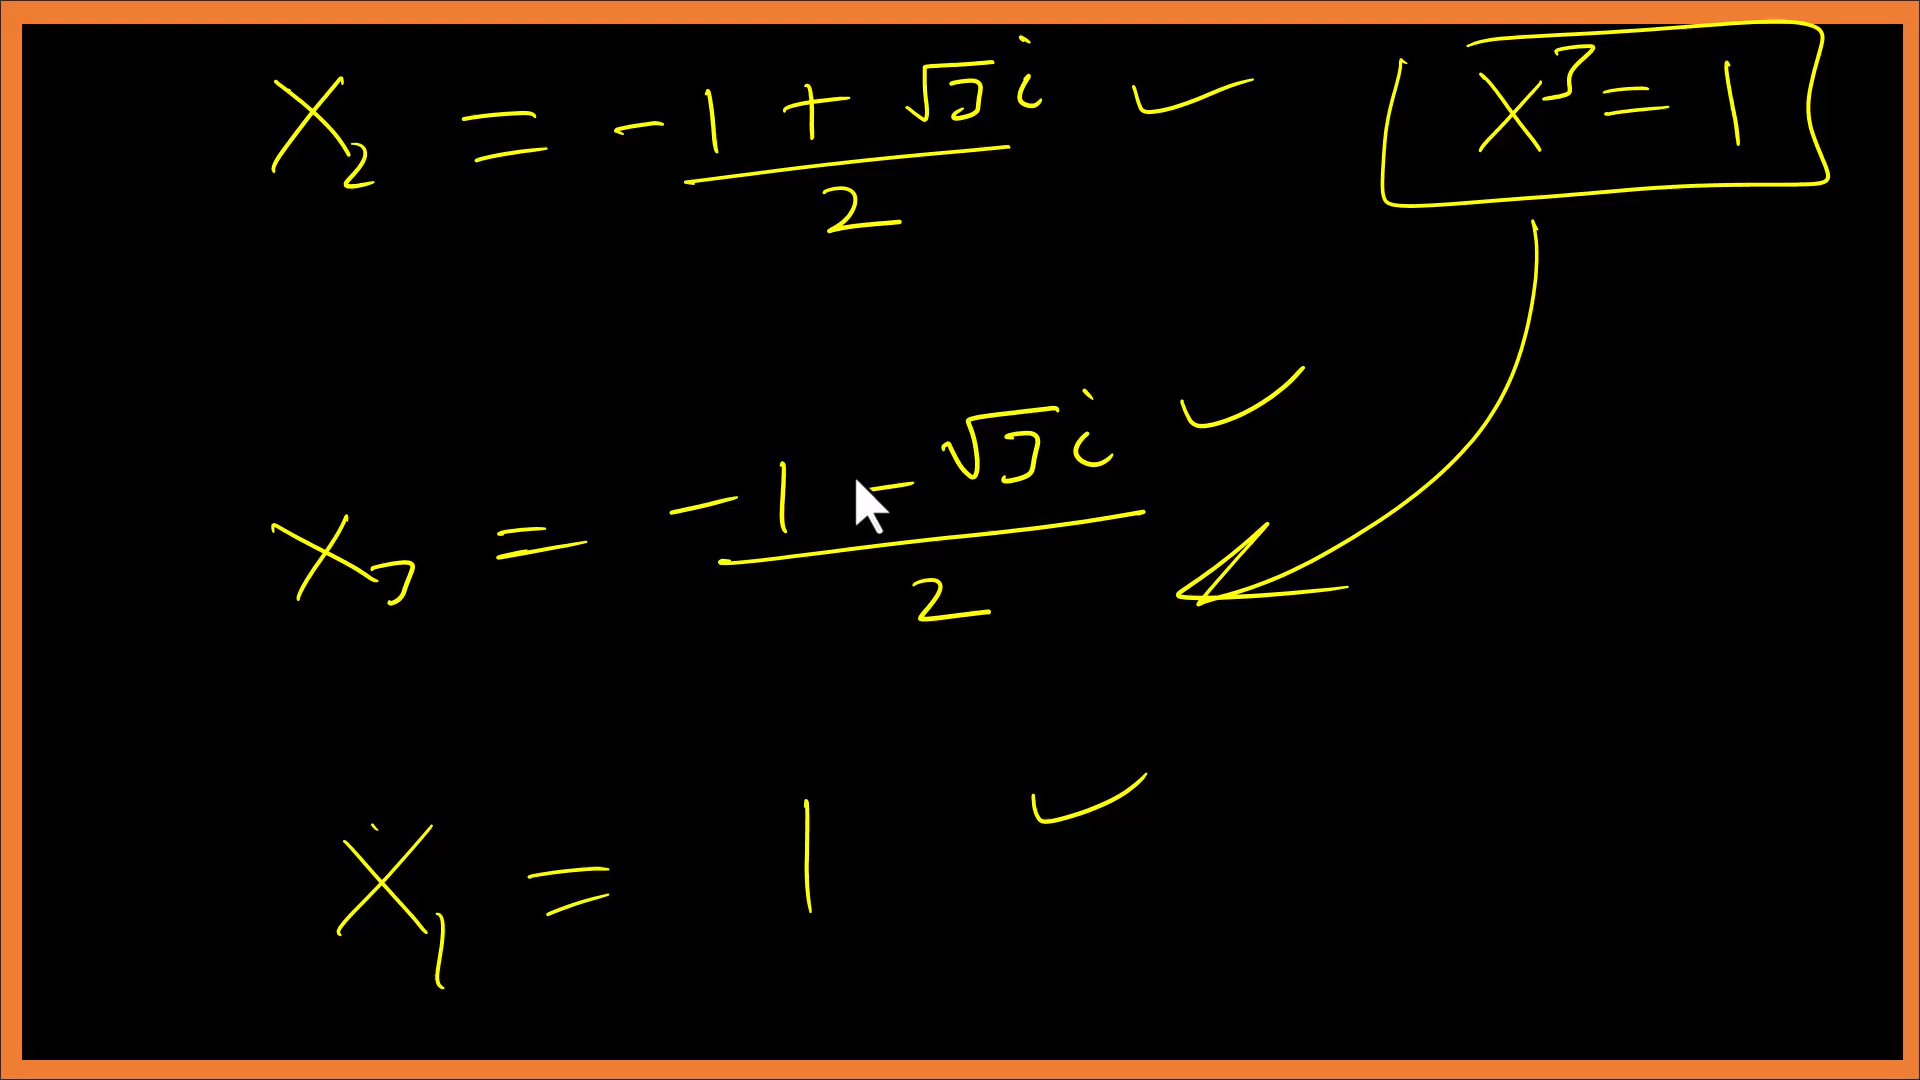 x₂ = -1 + √3i / 2 ✓
x³ = 1
x₃ = -1 - √3i / 2 ✓
x₁ = 1 ✓